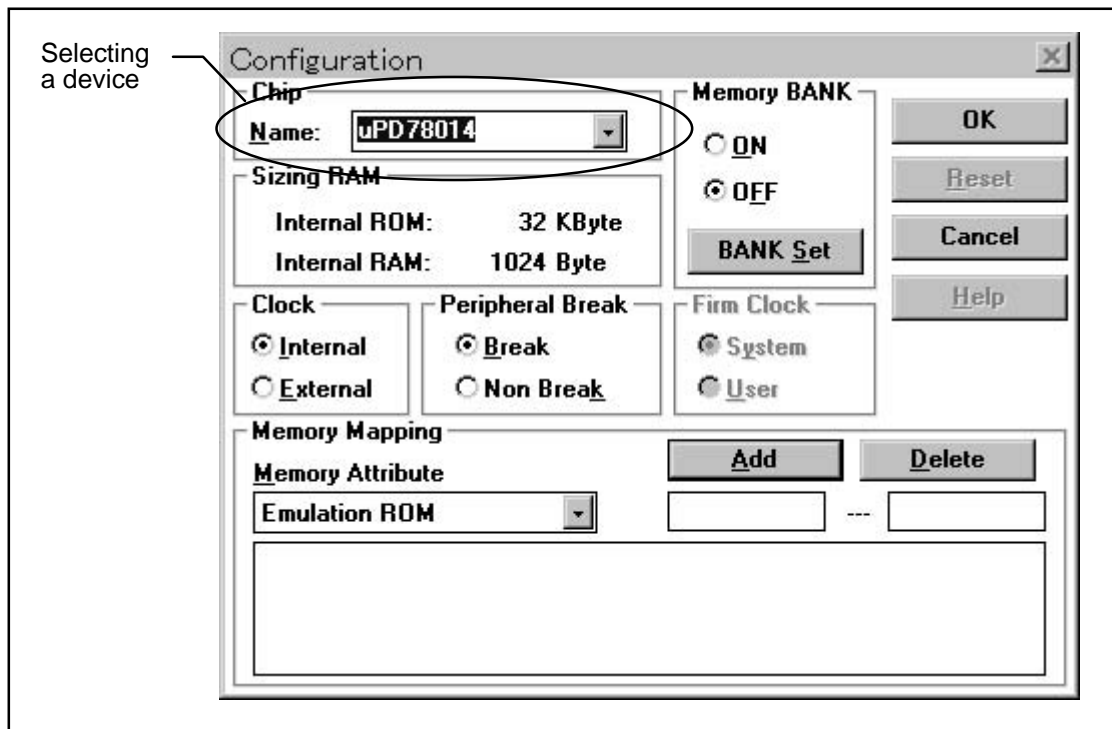 Selecting
a device
Configuration
Chip
Name: uPD78014
Sizing RAM
Internal ROM: 32 KByte
Internal RAM: 1024 Byte
Memory BANK
ON
OFF
BANK Set
OK
Reset
Cancel
Help
Clock
Internal
External
Peripheral Break
Break
Non Break
Firm Clock
System
User
Memory Mapping
Memory Attribute
Emulation ROM
Add
Delete
---